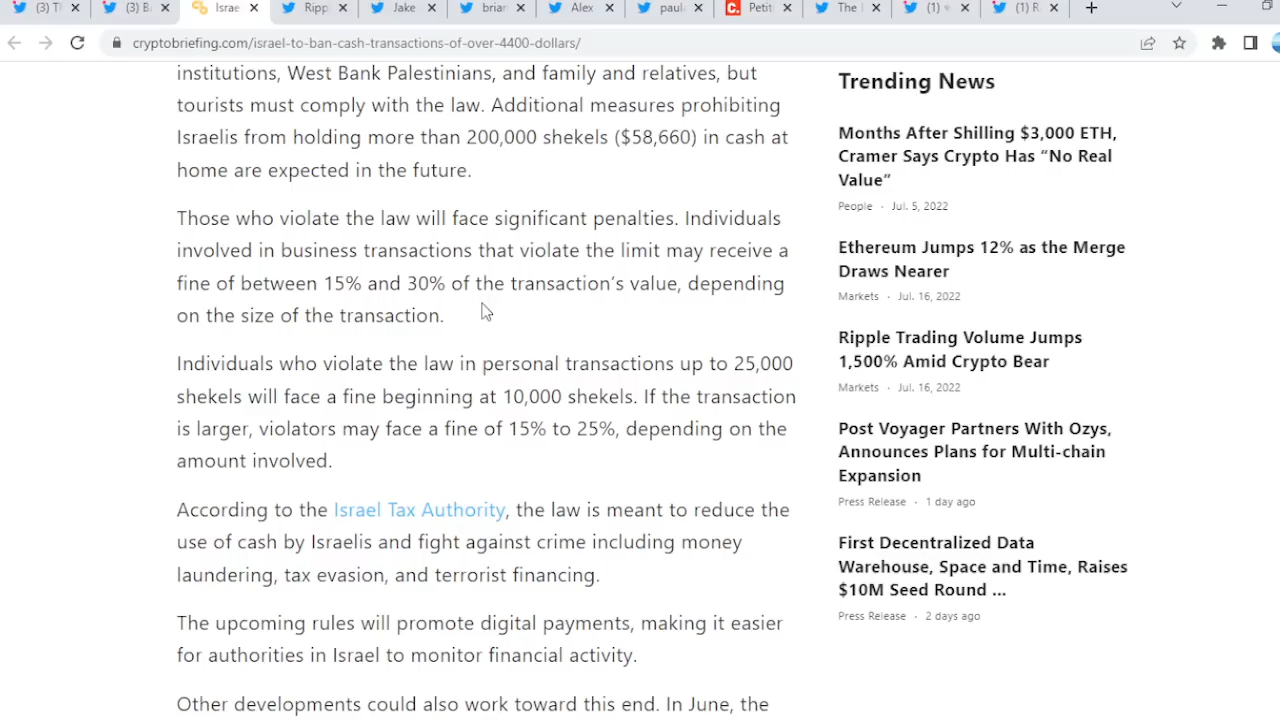 (3) T
(3) B
Israe
Ripp
Jake
brian
Alex
paul
Petiti
The
(1)
(1) R
cryptobriefing.com/israel-to-ban-cash-transactions-of-over-4400-dollars/
institutions, West Bank Palestinians, and family and relatives, but
tourists must comply with the law. Additional measures prohibiting
Israelis from holding more than 200,000 shekels ($58,660) in cash at
home are expected in the future.
Those who violate the law will face significant penalties. Individuals
involved in business transactions that violate the limit may receive a
fine of between 15% and 30% of the transaction's value, depending
on the size of the transaction.
Individuals who violate the law in personal transactions up to 25,000
shekels will face a fine beginning at 10,000 shekels. If the transaction
is larger, violators may face a fine of 15% to 25%, depending on the
amount involved.
According to the Israel Tax Authority, the law is meant to reduce the
use of cash by Israelis and fight against crime including money
laundering, tax evasion, and terrorist financing.
The upcoming rules will promote digital payments, making it easier
for authorities in Israel to monitor financial activity.
Other developments could also work toward this end. In June, the
Trending News
Months After Shilling $3,000 ETH,
Cramer Says Crypto Has “No Real
Value”
People · Jul. 5, 2022
Ethereum Jumps 12% as the Merge
Draws Nearer
Markets · Jul. 16, 2022
Ripple Trading Volume Jumps
1,500% Amid Crypto Bear
Markets · Jul. 16, 2022
Post Voyager Partners With Ozys,
Announces Plans for Multi-chain
Expansion
Press Release · 1 day ago
First Decentralized Data
Warehouse, Space and Time, Raises
$10M Seed Round ...
Press Release · 2 days ago